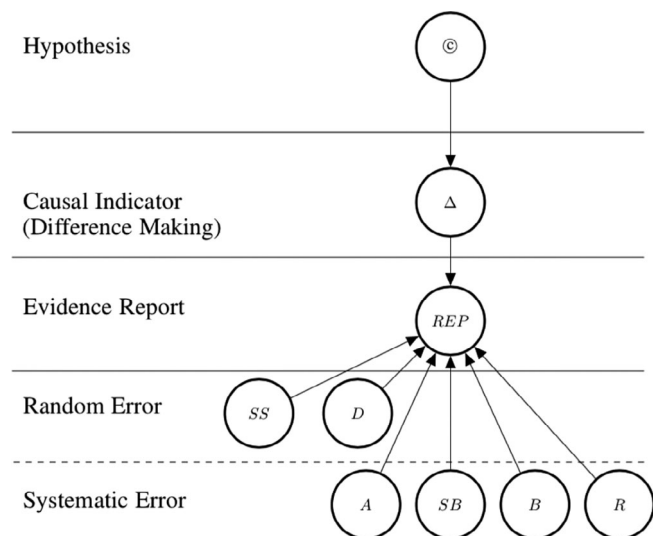 Hypothesis
©
Causal Indicator
(Difference Making)
Δ
Evidence Report
REP
Random Error
SS
D
Systematic Error
A
SB
B
R